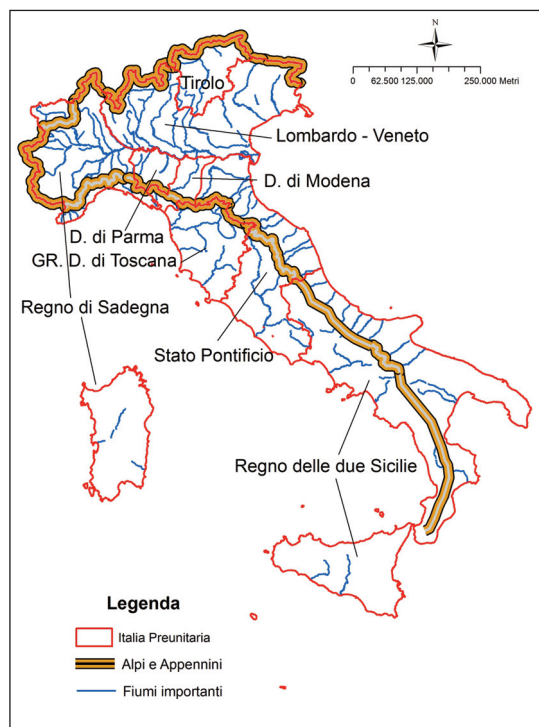 N
0 62.500 125.000 250.000 Metri
Tirolo
Lombardo - Veneto
D. di Modena
D. di Parma
GR. D. di Toscana
Regno di Sadegna
Stato Pontificio
Regno delle due Sicilie
Legenda
Italia Preunitaria
Alpi e Appennini
Fiumi importanti